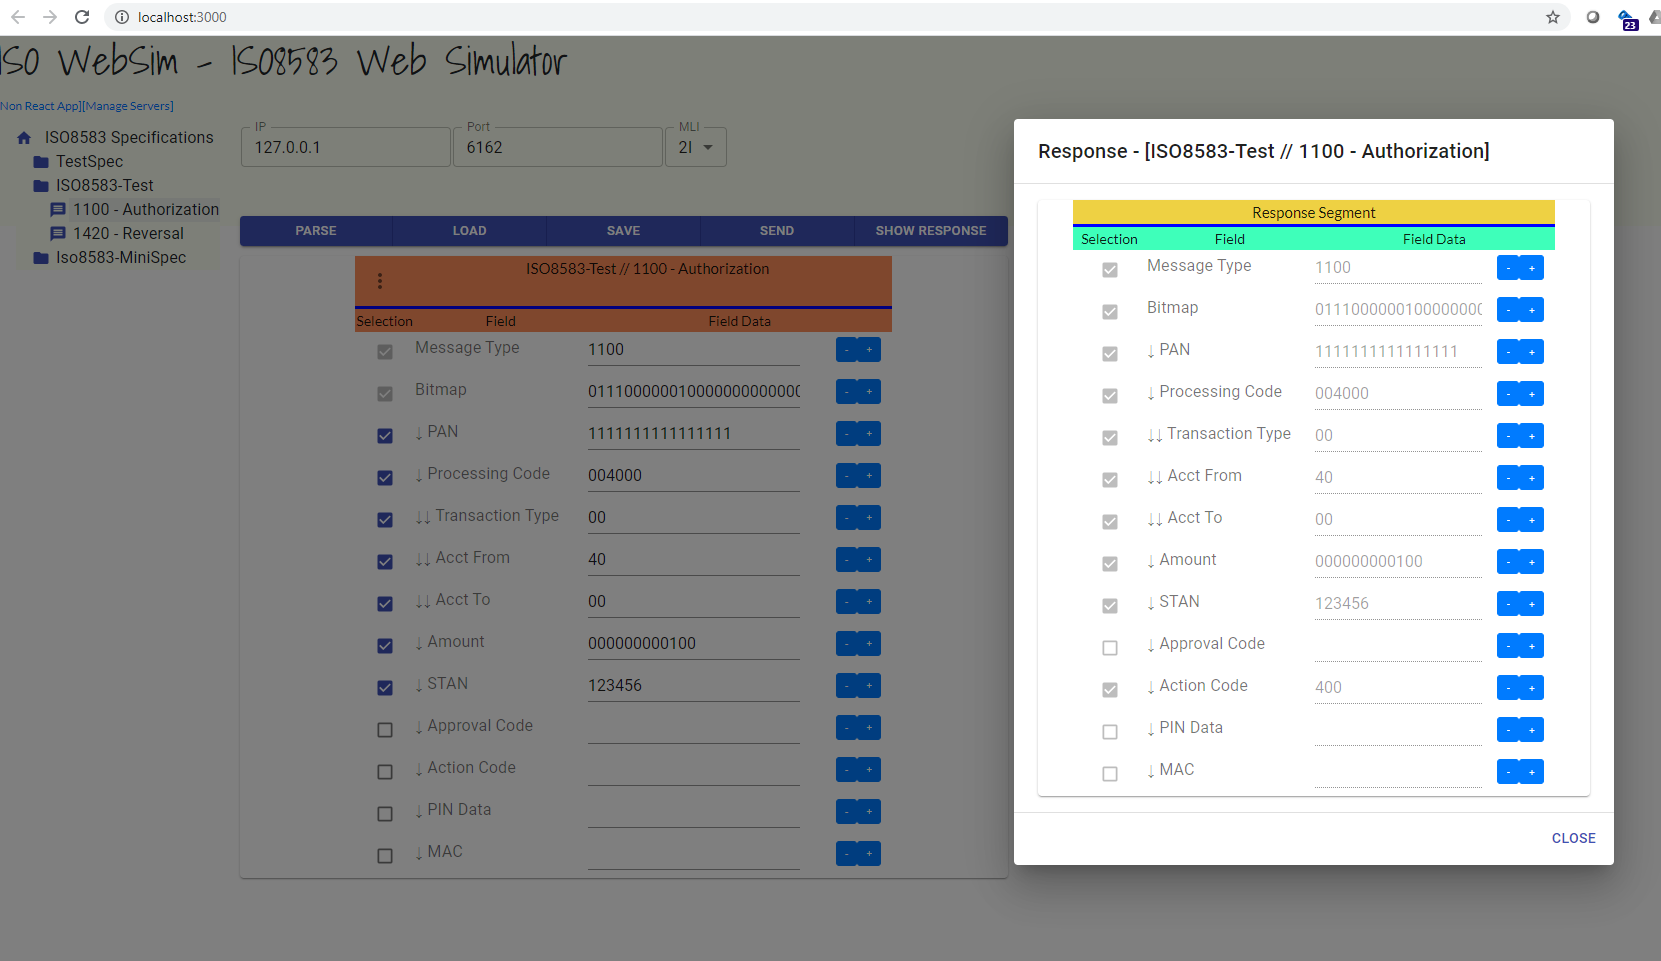 localhost:3000
23
ISO WebSim - ISO8583 Web Simulator
Non React App][Manage Servers]
ISO8583 Specifications
TestSpec
ISO8583-Test
1100 - Authorization
1420 - Reversal
Iso8583-MiniSpec
IP Port MLI
127.0.0.1 6162 2I
PARSE LOAD SAVE SEND SHOW RESPONSE
ISO8583-Test // 1100 - Authorization
Selection Field Field Data
Message Type 1100 - +
Bitmap - +
↓ PAN 1111111111111111 - +
↓ Processing Code 004000 - +
↓↓ Transaction Type 00 - +
↓↓ Acct From 40 - +
↓↓ Acct To 00 - +
↓ Amount 000000000100 - +
↓ STAN 123456 - +
↓ Approval Code - +
↓ Action Code - +
↓ PIN Data - +
↓ MAC - +
Response - [ISO8583-Test // 1100 - Authorization]
Response Segment
Selection Field Field Data
Message Type 1100 - +
Bitmap - +
↓ PAN 1111111111111111 - +
↓ Processing Code 004000 - +
↓↓ Transaction Type 00 - +
↓↓ Acct From 40 - +
↓↓ Acct To 00 - +
↓ Amount 000000000100 - +
↓ STAN 123456 - +
↓ Approval Code - +
↓ Action Code 400 - +
↓ PIN Data - +
↓ MAC - +
CLOSE